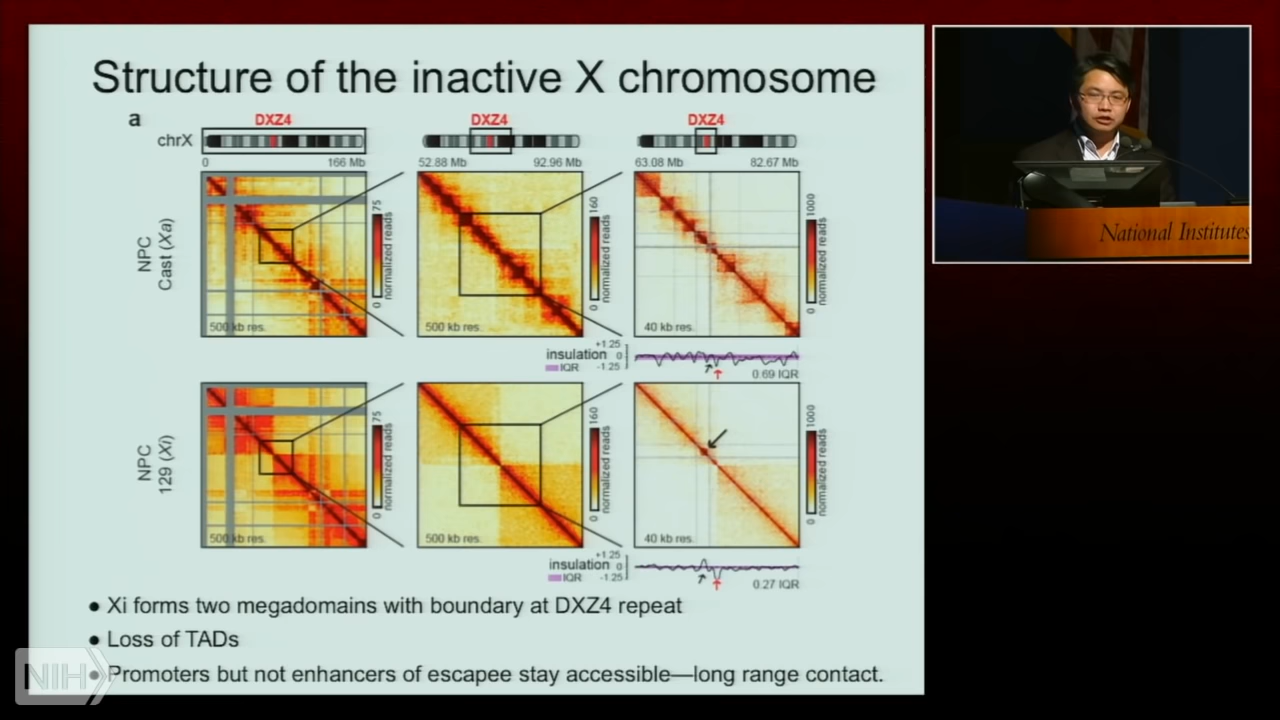 Structure of the inactive X chromosome
a
DXZ4
DXZ4
DXZ4
chrX
0
166 Mb
52.88 Mb
92.96 Mb
63.08 Mb
82.67 Mb
NPC
Cast (Xa)
500 kb res.
0
75
normalized reads
500 kb res.
0
160
normalized reads
40 kb res.
0
1000
normalized reads
insulation
IQR
+1.25
0
-1.25
0.69 IQR
NPC
129 (Xi)
500 kb res.
0
75
normalized reads
500 kb res.
0
160
normalized reads
40 kb res.
0
1000
normalized reads
insulation
IQR
+1.25
0
-1.25
0.27 IQR
● Xi forms two megadomains with boundary at DXZ4 repeat
● Loss of TADs
● Promoters but not enhancers of escapee stay accessible—long range contact.
NIH
National Institutes